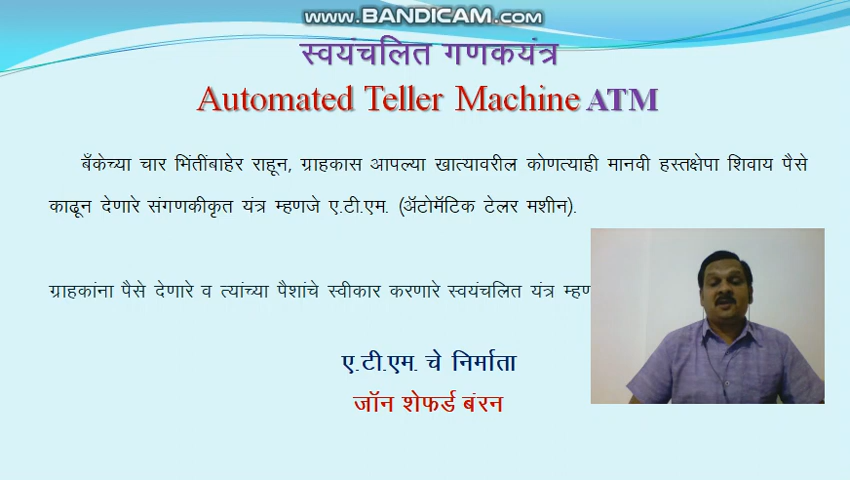 www.BANDICAM.com
स्वयंचलित गणकयंत्र
Automated Teller Machine ATM
बँकेच्या चार भिंतींबाहेर राहून, ग्राहकास आपल्या खात्यावरील कोणत्याही मानवी हस्तक्षेपा शिवाय पैसे
काढून देणारे संगणकीकृत यंत्र म्हणजे ए.टी.एम. (ॲटोमॅटिक टेलर मशीन).
ग्राहकांना पैसे देणारे व त्यांच्या पैशांचे स्वीकार करणारे स्वयंचलित यंत्र
ए.टी.एम. चे निर्माता
जॉन शेफर्ड बंरन